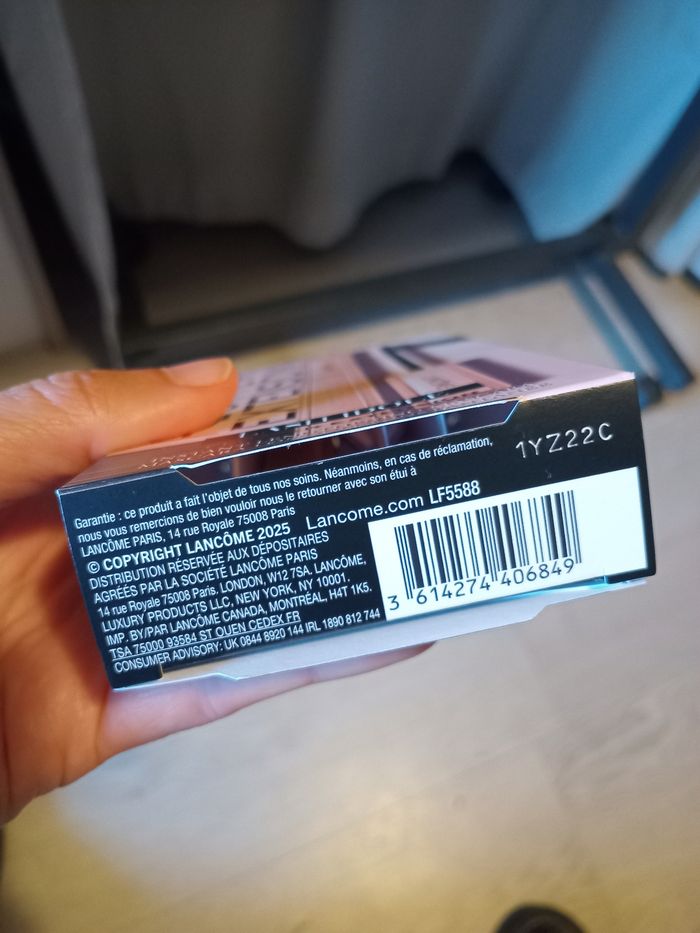 Garantie : ce produit a fait l'objet de tous nos soins. Néanmoins, en cas de réclamation,
nous vous remercions de bien vouloir nous le retourner avec son étui à
LANCÔME PARIS, 14 rue Royale 75008 Paris
© COPYRIGHT LANCÔME 2025 Lancome.com LF5588
DISTRIBUTION RÉSERVÉE AUX DÉPOSITAIRES
AGRÉÉS PAR LA SOCIÉTÉ LANCÔME PARIS
14 rue Royale 75008 Paris. LONDON, W12 7SA. LANCÔME,
LUXURY PRODUCTS LLC, NEW YORK, NY 10001.
IMP. BY/PAR LANCÔME CANADA, MONTRÉAL, H4T 1K5.
TSA 75000 93584 ST OUEN CEDEX FR
CONSUMER ADVISORY: UK 0844 8920 144 IRL 1890 812 744
1YZ22C
3 614274 406849